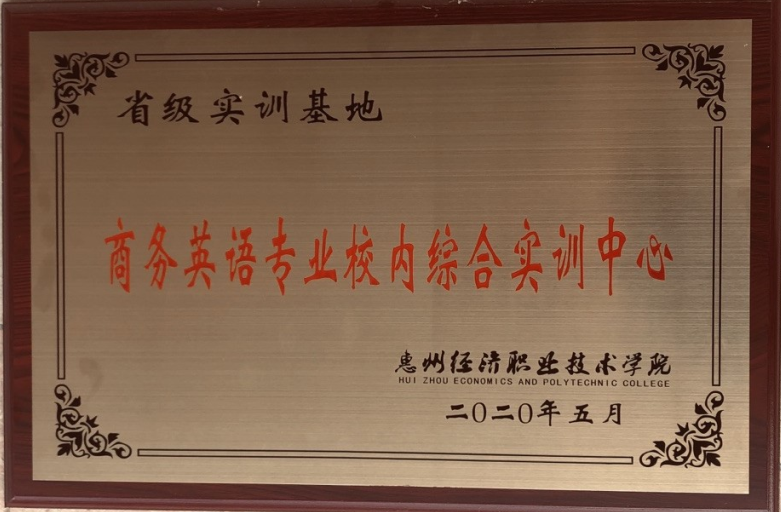 省级实训基地
商务英语专业校内综合实训中心
惠州经济职业技术学院
HUI ZHOU ECONOMICS AND POLYTECHNIC COLLEGE
二〇二〇年五月